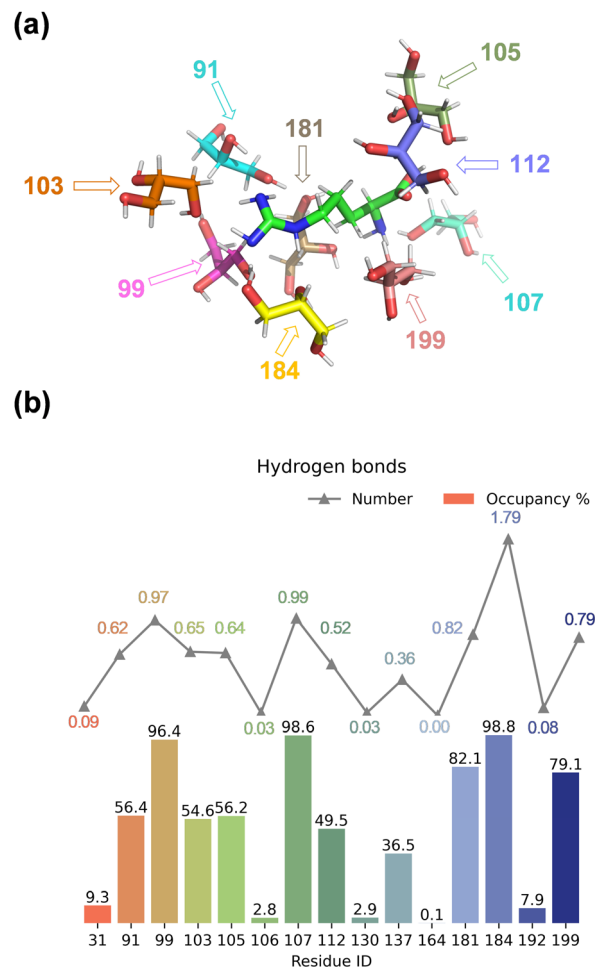 (a)
105
91
181
112
103
99
107
199
184
(b)
Hydrogen bonds
Number Occupancy %
1.79
0.97 0.99
0.62 0.65 0.64 0.52 0.82 0.79
0.36
0.09 0.03 0.03 0.00 0.08
96.4 98.6 98.8
82.1 79.1
56.4 54.6 56.2 49.5
36.5
9.3 2.8 2.9 0.1 7.9
31 91 99 103 105 106 107 112 130 137 164 181 184 192 199
Residue ID